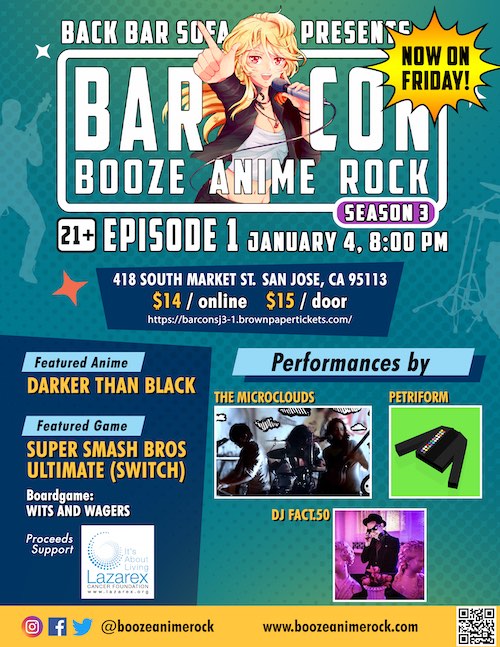 BACK BAR SOFA PRESENTS
NOW ON
FRIDAY!
BAR CON
BOOZE ANIME ROCK
SEASON 3
21+ EPISODE 1 JANUARY 4, 8:00 PM
418 SOUTH MARKET ST. SAN JOSE, CA 95113
$14 / online $15 / door
https://barconsj3-1.brownpapertickets.com/
Featured Anime
DARKER THAN BLACK
Featured Game
SUPER SMASH BROS
ULTIMATE (SWITCH)
Boardgame:
WITS AND WAGERS
Proceeds
Support
It's
About
Living
Lazarex
CANCER FOUNDATION
www.lazarex.org
Performances by
THE MICROCLOUDS
PETRIFORM
DJ FACT.50
@boozeanimerock
www.boozeanimerock.com